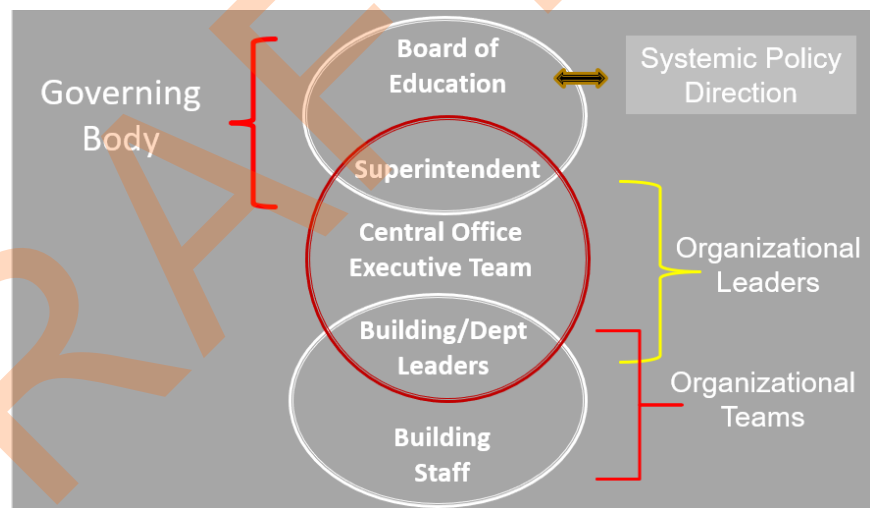 Board of
Education
Systemic Policy
Direction
Governing
Body
Superintendent
Central Office
Executive Team
Organizational
Leaders
Building/Dept
Leaders
Organizational
Teams
Building
Staff
RAF